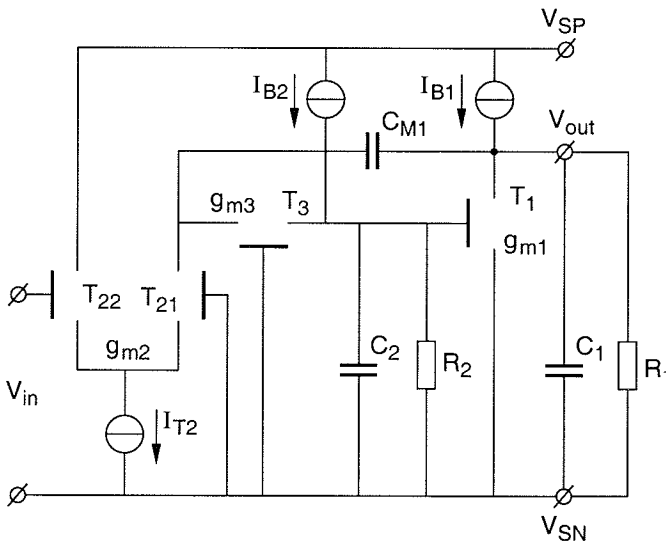 V_SP
I_B2
I_B1
C_M1
V_out
g_m3
T_3
T_1
g_m1
T_22
T_21
g_m2
C_2
R_2
C_1
R
V_in
I_T2
V_SN